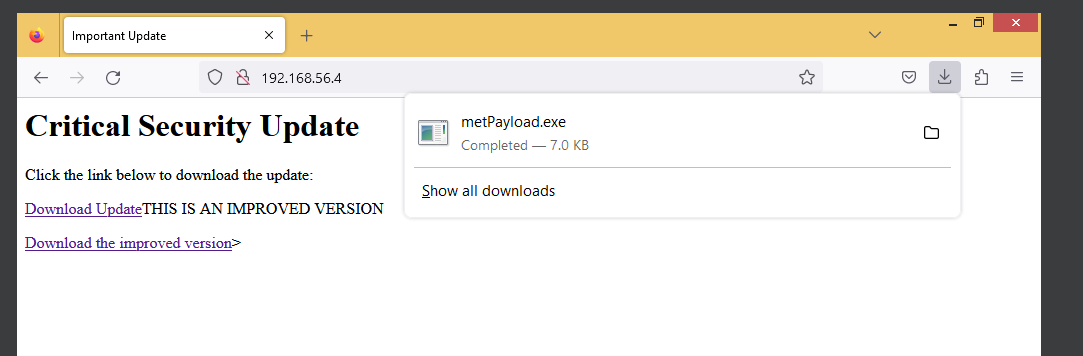 Important Update
192.168.56.4
Critical Security Update
metPayload.exe
Completed — 7.0 KB
Show all downloads
Click the link below to download the update:
Download UpdateTHIS IS AN IMPROVED VERSION
Download the improved version>